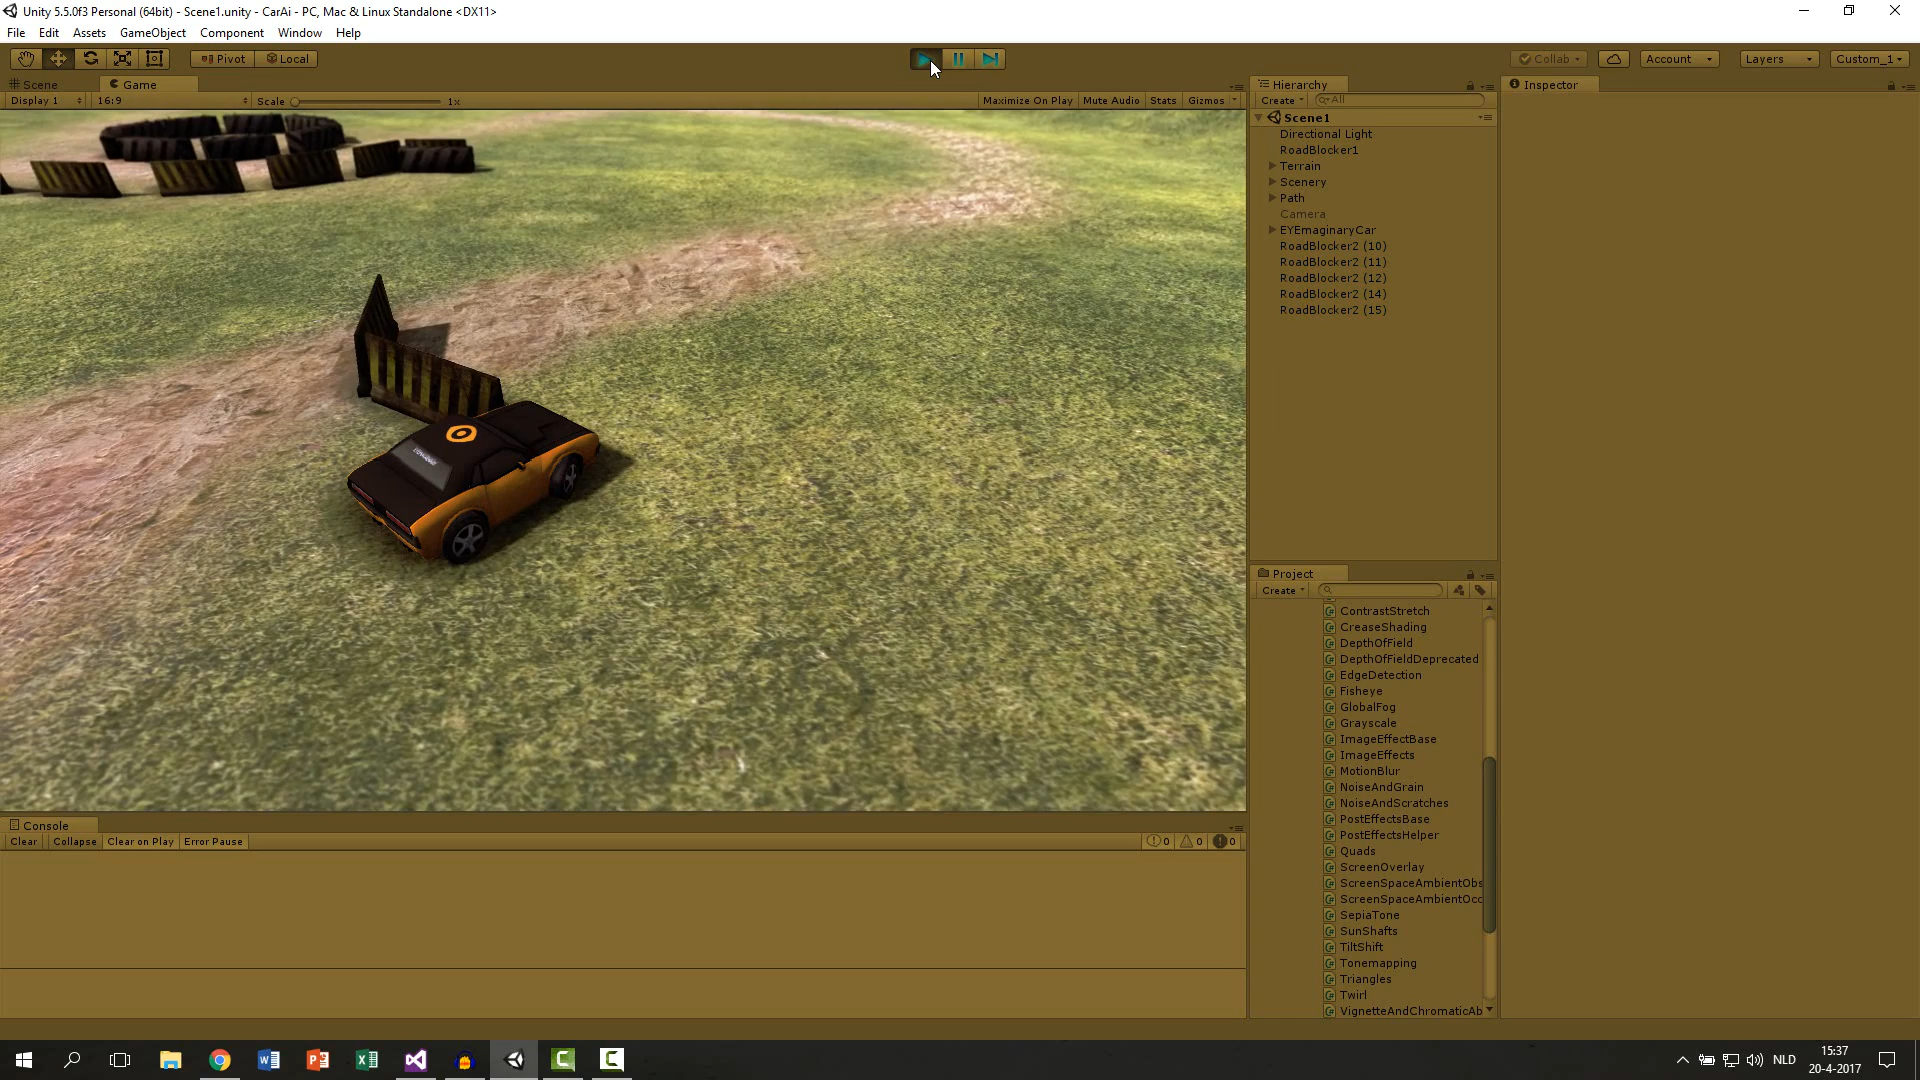 Unity 5.5.0f3 Personal (64bit) - Scene1.unity - CarAi - PC, Mac & Linux Standalone <DX11>
File Edit Assets GameObject Component Window Help
Pivot Local Collab Account Layers Custom_1
Scene Game Hierarchy Inspector
Display 1 16:9 Scale 1x Maximize On Play Mute Audio Stats Gizmos Create All
Scene1
Directional Light
RoadBlocker1
Terrain
Scenery
Path
Camera
EYEmaginaryCar
RoadBlocker2 (10)
RoadBlocker2 (11)
RoadBlocker2 (12)
RoadBlocker2 (14)
RoadBlocker2 (15)
Project
Create
ContrastStretch
CreaseShading
DepthOfField
DepthOfFieldDeprecated
EdgeDetection
Fisheye
GlobalFog
Grayscale
ImageEffectBase
ImageEffects
MotionBlur
NoiseAndGrain
NoiseAndScratches
PostEffectsBase
PostEffectsHelper
Quads
ScreenOverlay
ScreenSpaceAmbientObs
ScreenSpaceAmbientOcc
SepiaTone
SunShafts
TiltShift
Tonemapping
Triangles
Twirl
VignetteAndChromaticAb
Console
Clear Collapse Clear on Play Error Pause 0 0 0
NLD
15:37
20-4-2017